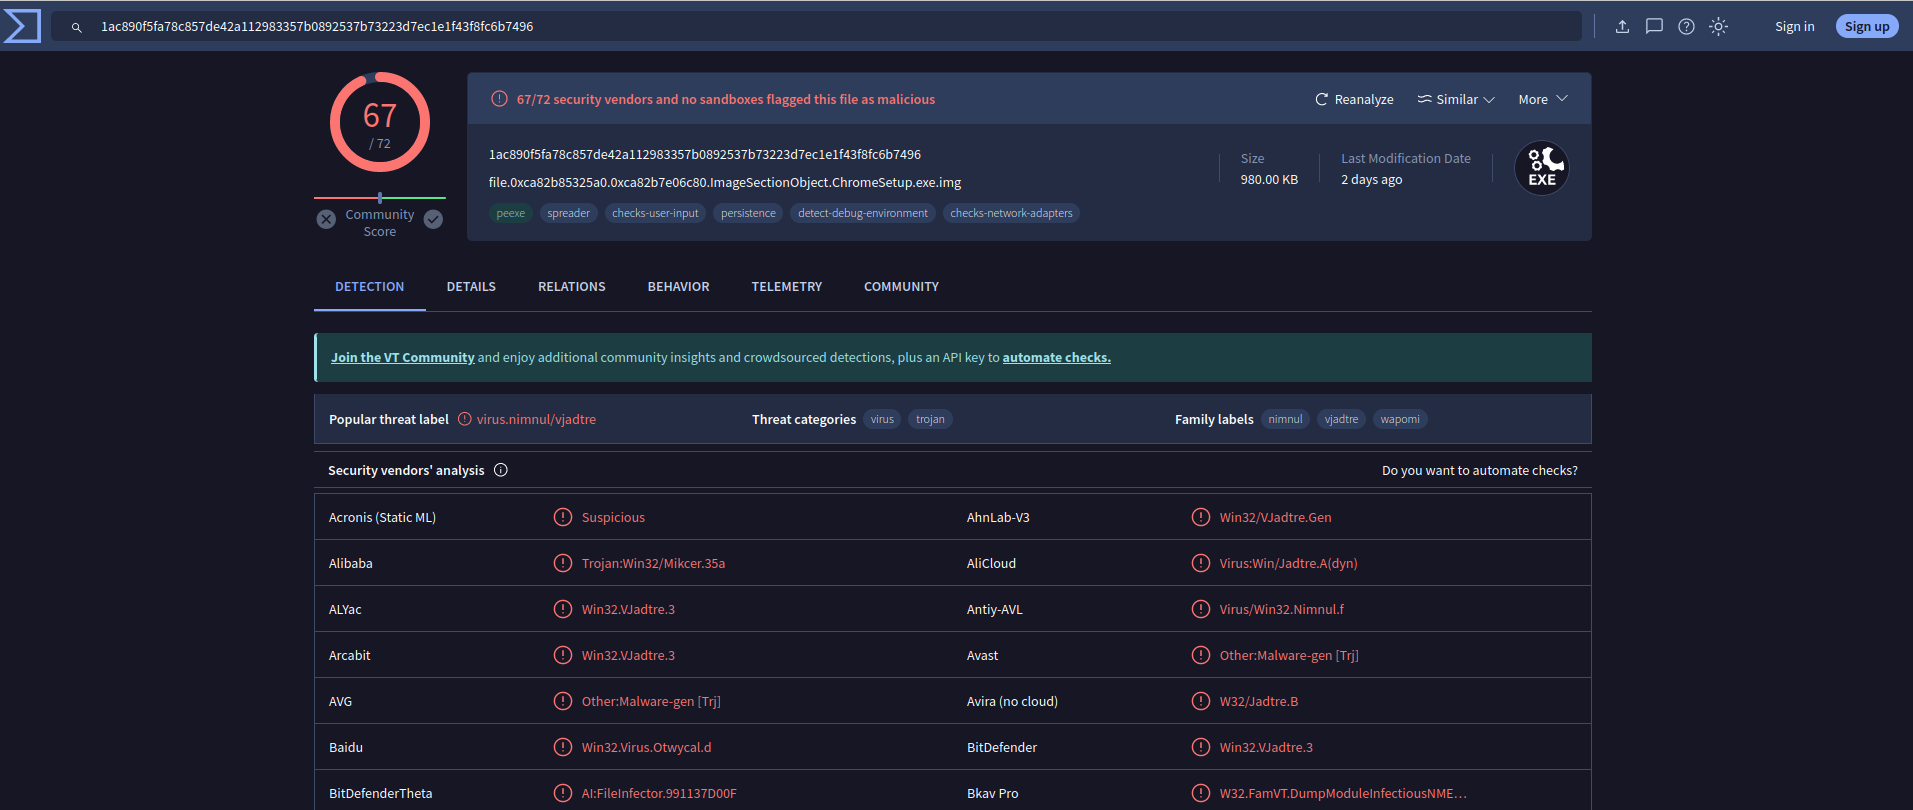 1ac890f5fa78c857de42a112983357b0892537b73223d7ec1e1f43f8fc6b7496
Sign in
Sign up
67
/ 72
Community
Score
67/72 security vendors and no sandboxes flagged this file as malicious
Reanalyze
Similar
More
1ac890f5fa78c857de42a112983357b0892537b73223d7ec1e1f43f8fc6b7496
file.0xca82b85325a0.0xca82b7e06c80.ImageSectionObject.ChromeSetup.exe.img
Size
980.00 KB
Last Modification Date
2 days ago
EXE
peexe spreader checks-user-input persistence detect-debug-environment checks-network-adapters
DETECTION DETAILS RELATIONS BEHAVIOR TELEMETRY COMMUNITY
Join the VT Community and enjoy additional community insights and crowdsourced detections, plus an API key to automate checks.
Popular threat label virus.nimnul/vjadtre Threat categories virus trojan Family labels nimnul vjadtre wapomi
Security vendors' analysis Do you want to automate checks?
Acronis (Static ML) Suspicious AhnLab-V3 Win32/VJadtre.Gen
Alibaba Trojan:Win32/Mikcer.35a AliCloud Virus:Win/Jadtre.A(dyn)
ALYac Win32.VJadtre.3 Antiy-AVL Virus/Win32.Nimnul.f
Arcabit Win32.VJadtre.3 Avast Other:Malware-gen [Trj]
AVG Other:Malware-gen [Trj] Avira (no cloud) W32/Jadtre.B
Baidu Win32.Virus.Otwycal.d BitDefender Win32.VJadtre.3
BitDefenderTheta AI:FileInfector.991137D00F Bkav Pro W32.FamVT.DumpModuleInfectiousNME…